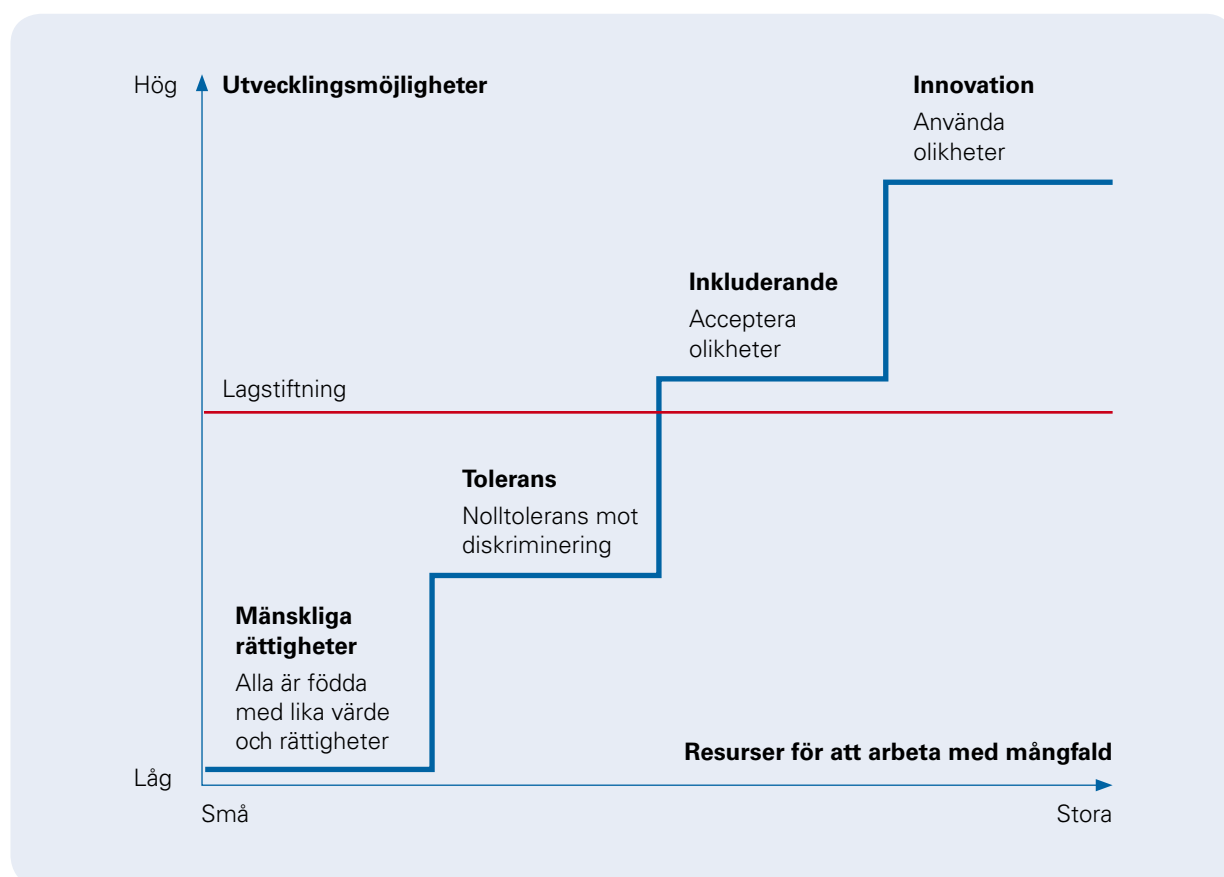 Hög
Utvecklingsmöjligheter
Innovation
Använda
olikheter
Inkluderande
Acceptera
olikheter
Lagstiftning
Tolerans
Nolltolerans mot
diskriminering
Mänskliga
rättigheter
Alla är födda
med lika värde
och rättigheter
Resurser för att arbeta med mångfald
Låg
Små
Stora